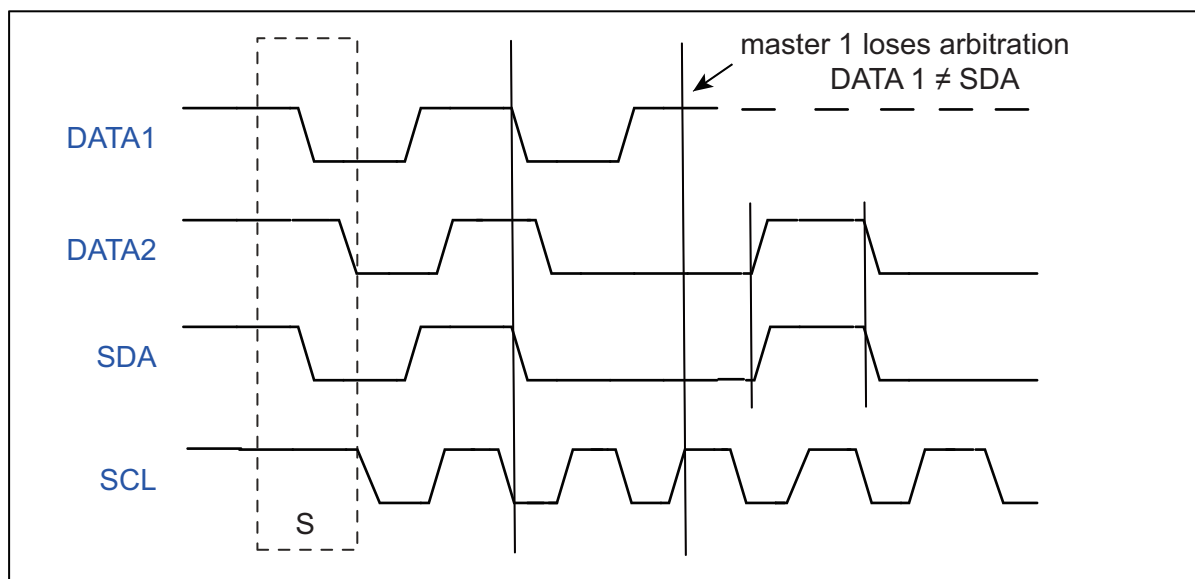 master 1 loses arbitration
DATA 1 ≠ SDA
DATA1
DATA2
SDA
SCL
S